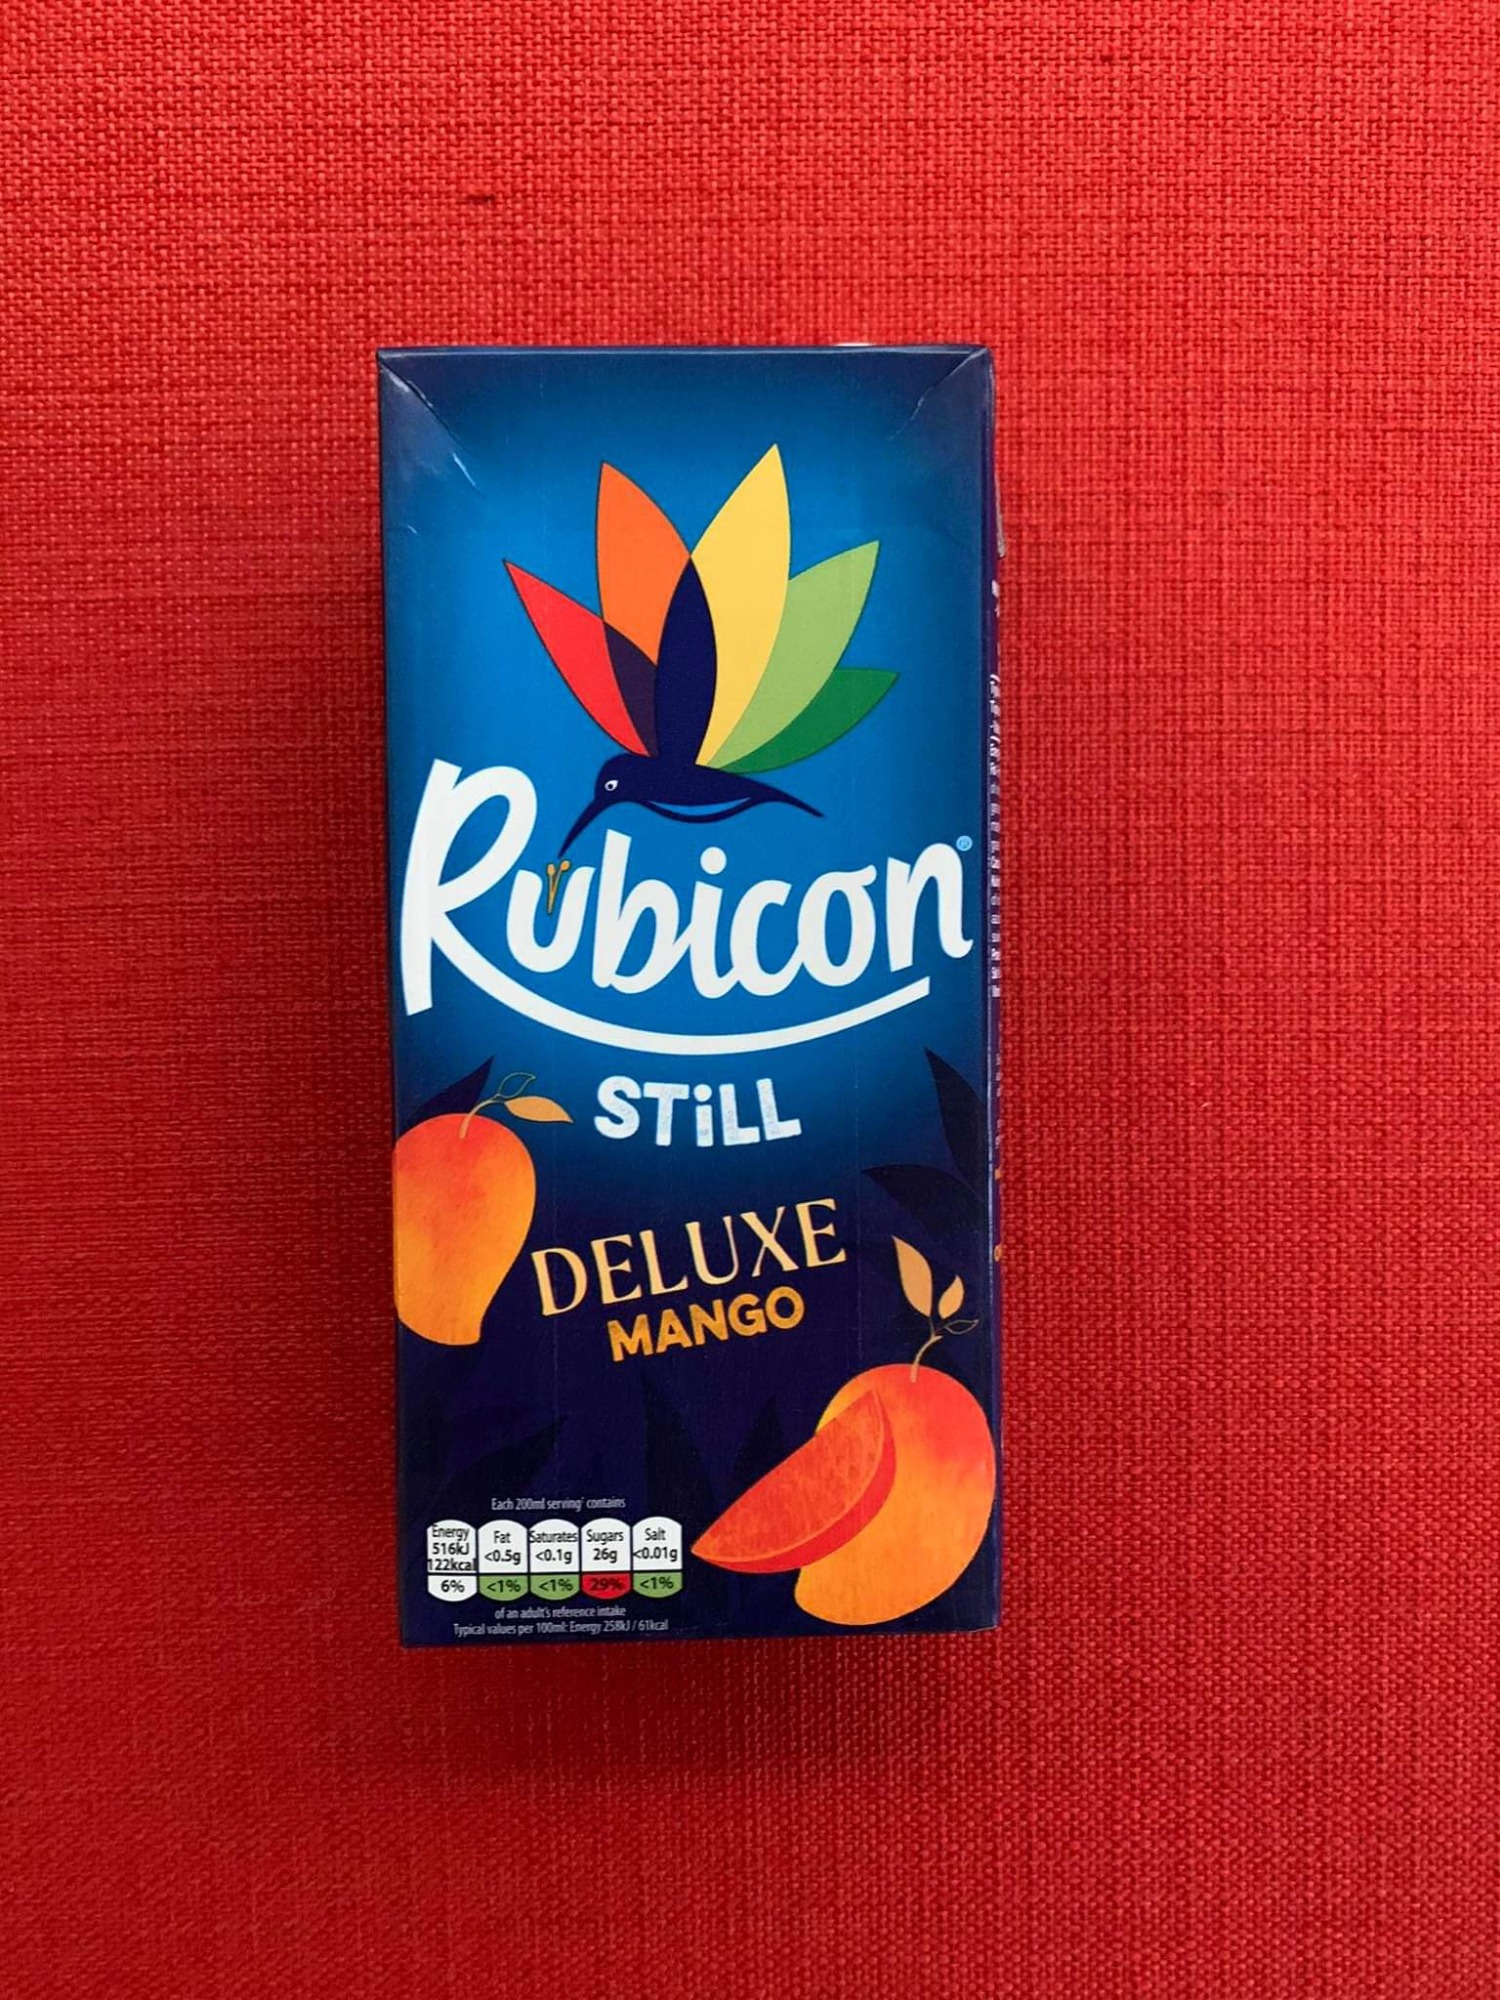 Rubicon®
STiLL
DELUXE
MANGO
Each 200ml serving contains
Energy 516kJ 122kcal 6%
Fat <0.5g <1%
Saturates <0.1g <1%
Sugars 26g 29%
Salt <0.01g <1%
of an adult's reference intake
Typical values per 100ml: Energy 258kJ / 61kcal